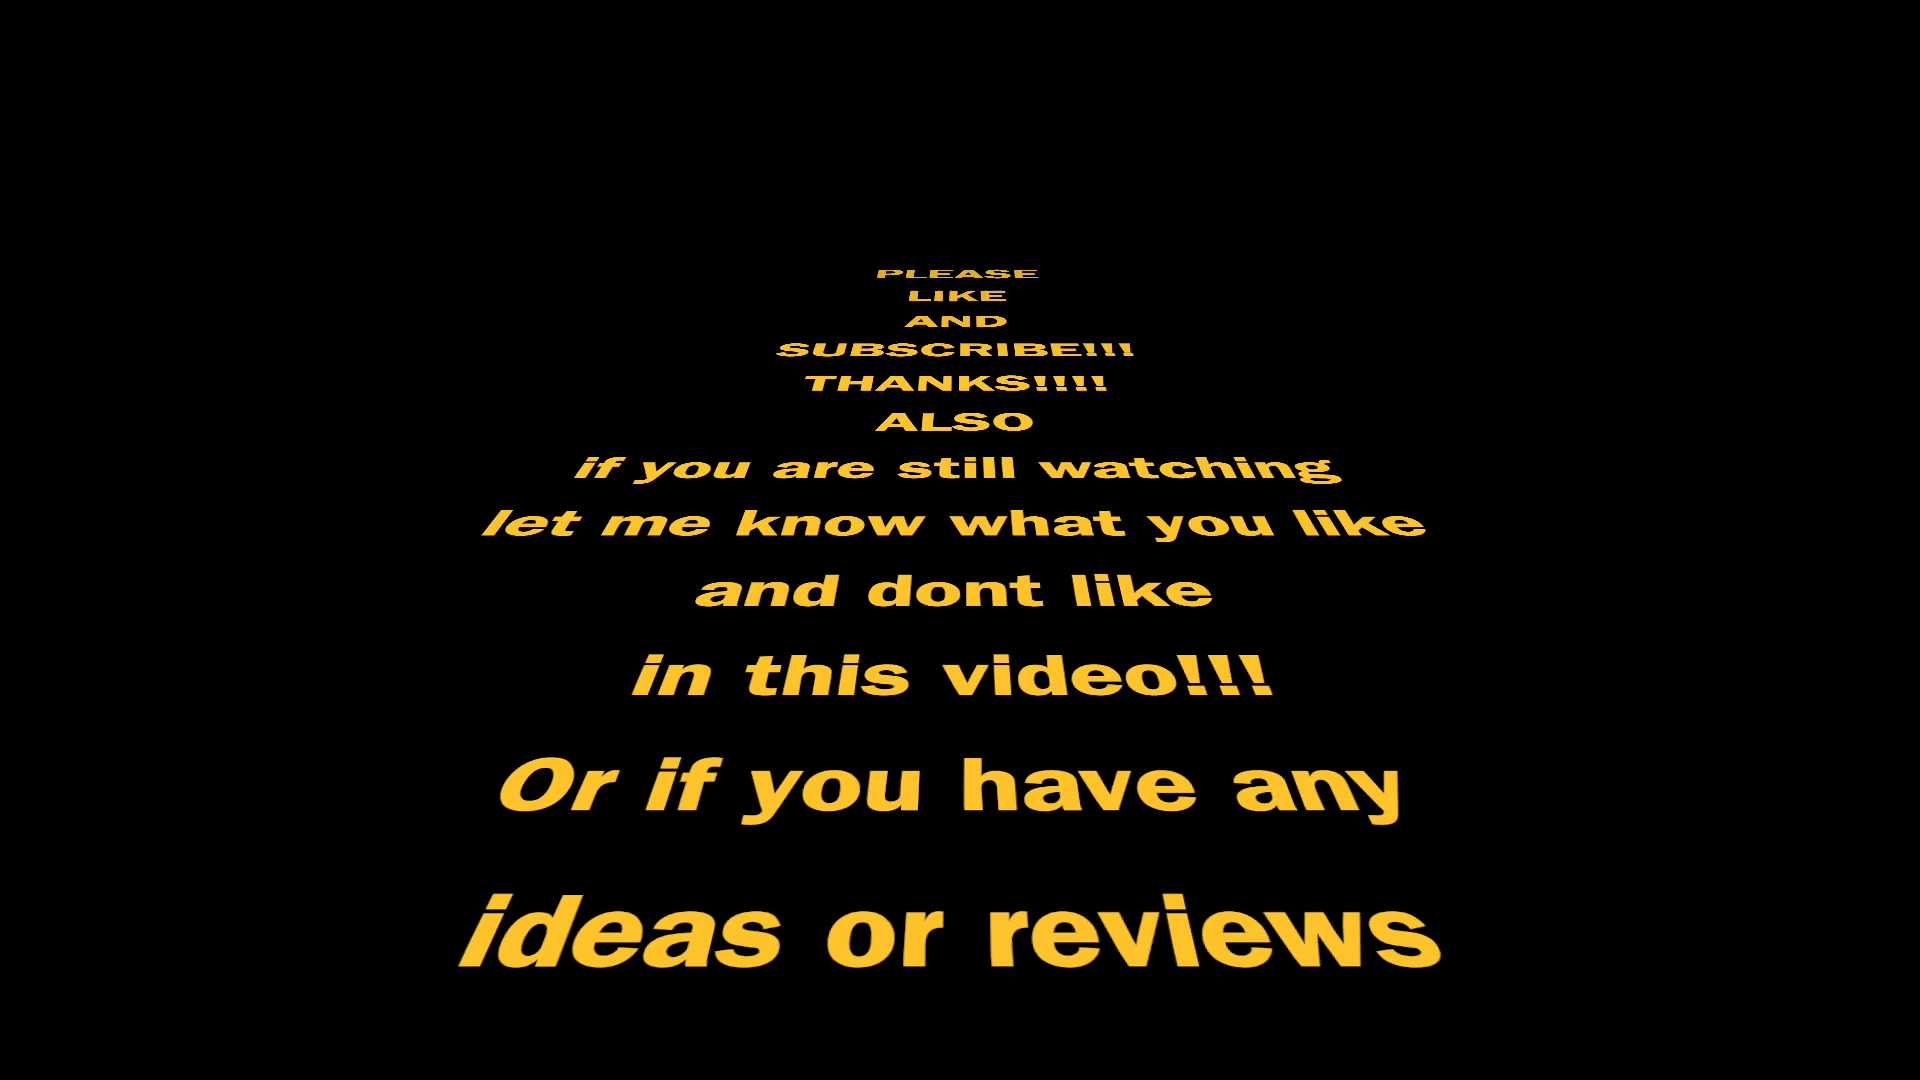 PLEASE
LIKE
AND
SUBSCRIBE!!!
THANKS!!!!
ALSO
if you are still watching
let me know what you like
and dont like
in this video!!!
Or if you have any
ideas or reviews